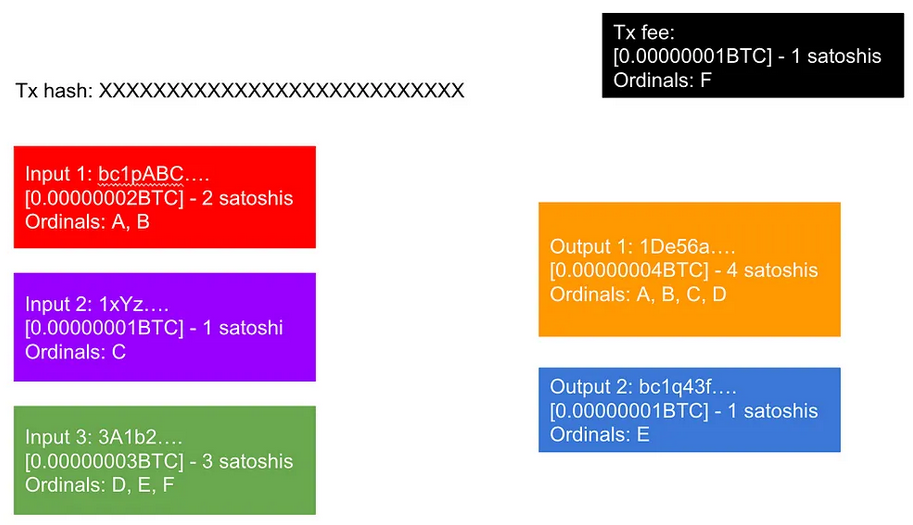 Tx fee:
[0.00000001BTC] - 1 satoshis
Ordinals: F
Tx hash: XXXXXXXXXXXXXXXXXXXXXXXXXXX
Input 1: bc1pABC....
[0.00000002BTC] - 2 satoshis
Ordinals: A, B
Input 2: 1xYz....
[0.00000001BTC] - 1 satoshi
Ordinals: C
Input 3: 3A1b2....
[0.00000003BTC] - 3 satoshis
Ordinals: D, E, F
Output 1: 1De56a....
[0.00000004BTC] - 4 satoshis
Ordinals: A, B, C, D
Output 2: bc1q43f....
[0.00000001BTC] - 1 satoshis
Ordinals: E